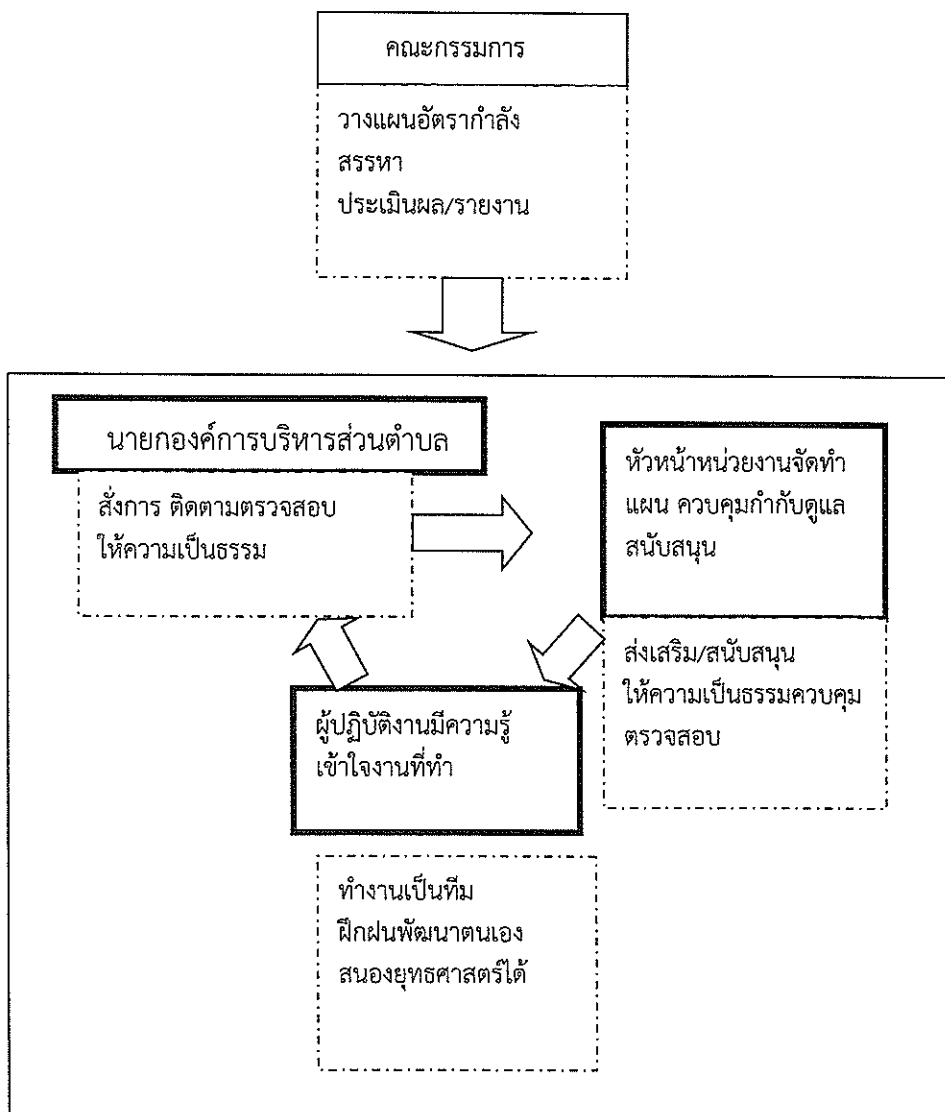 คณะกรรมการ
วางแผนอัตรากำลัง
สรรหา
ประเมินผล/รายงาน
นายกองค์การบริหารส่วนตำบล
สั่งการ ติดตามตรวจสอบ
ให้ความเป็นธรรม
หัวหน้าหน่วยงานจัดทำ
แผน ควบคุมกำกับดูแล
สนับสนุน
ส่งเสริม/สนับสนุน
ให้ความเป็นธรรมควบคุม
ตรวจสอบ
ผู้ปฏิบัติงานมีความรู้
เข้าใจงานที่ทำ
ทำงานเป็นทีม
ฝึกฝนพัฒนาตนเอง
สนองยุทธศาสตร์ได้